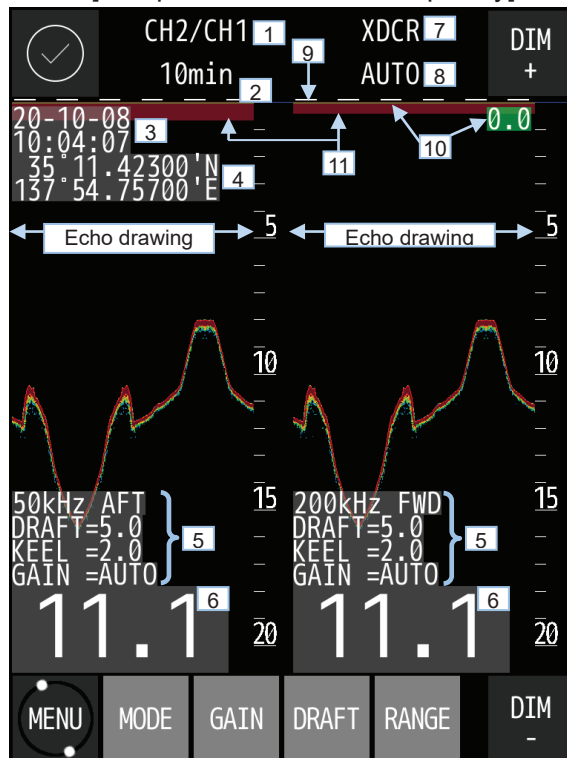 CH2/CH1 1
10min
2
9
XDCR 7
AUTO 8
DIM
+
20-10-08
10:04:07
3
35°11.42300'N
137°54.75700'E
4
11
10
0.0
Echo drawing
5
Echo drawing
5
10
10
15
15
50kHz AFT
DRAFT=5.0
KEEL =2.0
GAIN =AUTO
5
200kHz FWD
DRAFT=5.0
KEEL =2.0
GAIN =AUTO
5
11.1
6
20
11.1
6
20
MENU
MODE
GAIN
DRAFT
RANGE
DIM
-